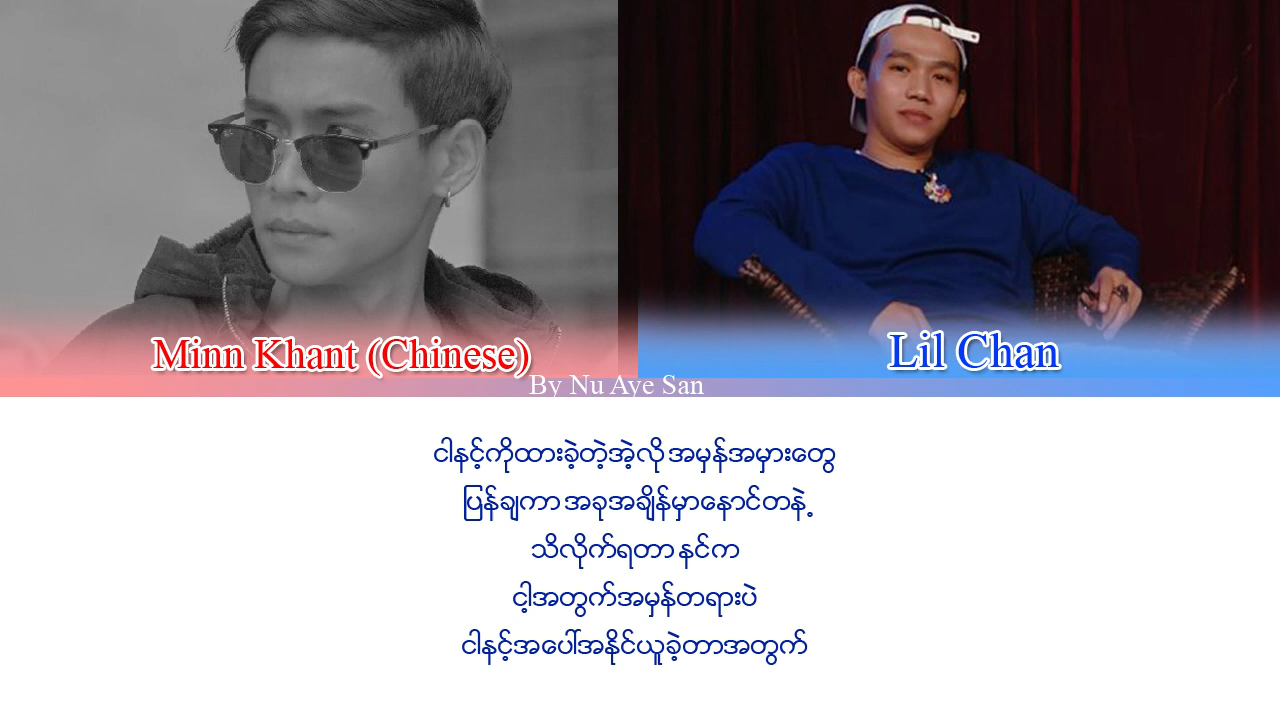 Minn Khant (Chinese)
Lil Chan
By Nu Aye San
ငါနင့်ကိုထားခဲ့တဲ့အဲ့လို အမှန်အမှားတွေ
ပြန်ချကာ အခုအချိန်မှာနောင်တနဲ့
သိလိုက်ရတာ နင်က
ငါ့အတွက်အမှန်တရားပဲ
ငါနင့်အပေါ်အနိုင်ယူခဲ့တာအတွက်